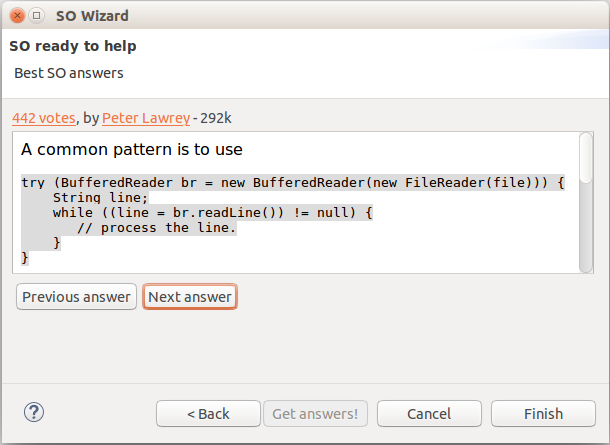 SO Wizard
SO ready to help
Best SO answers
442 votes, by Peter Lawrey - 292k
A common pattern is to use
try (BufferedReader br = new BufferedReader(new FileReader(file))) {
    String line;
    while ((line = br.readLine()) != null) {
       // process the line.
    }
}
Previous answer Next answer
?
< Back Get answers! Cancel Finish